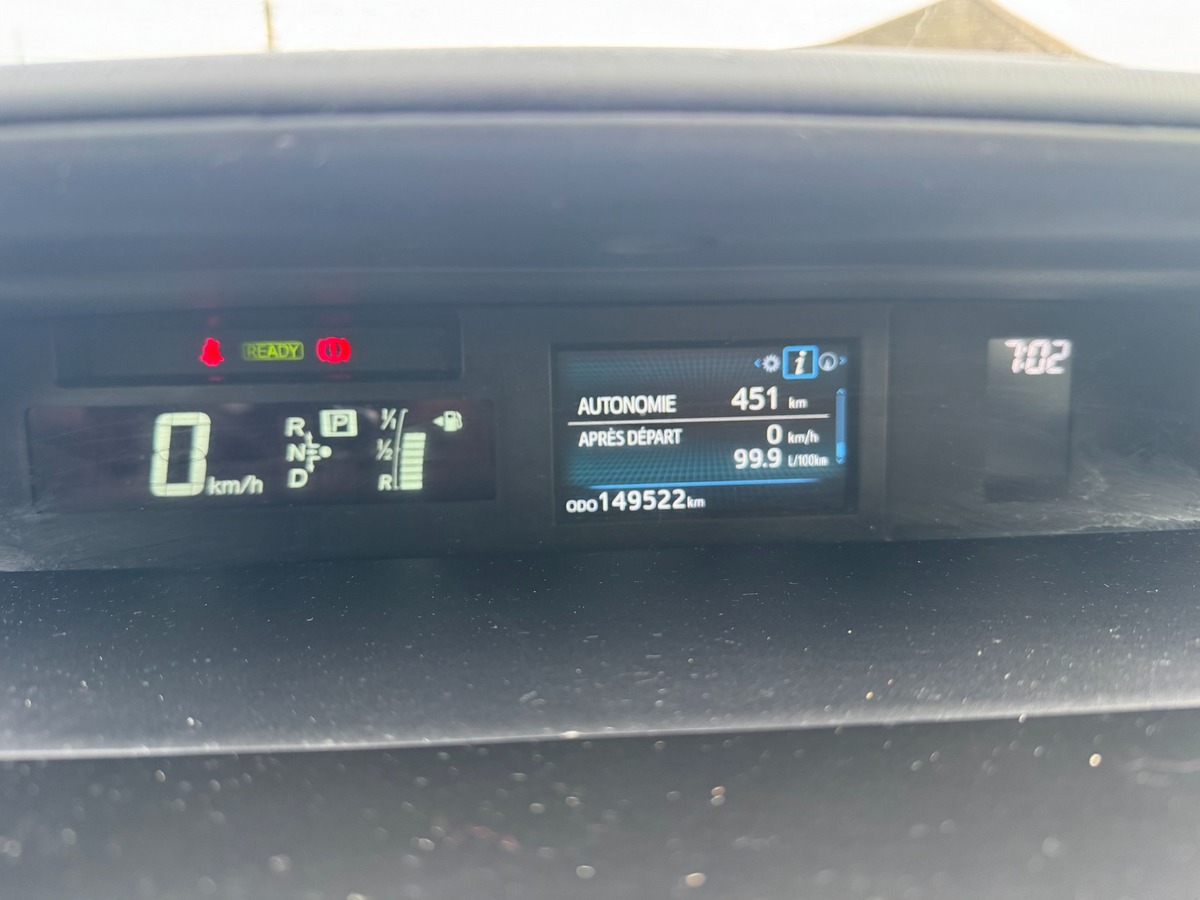 READY
0 km/h
R P
N
D
1/1
1/2
R
AUTONOMIE 451 km
APRÈS DÉPART 0 km/h
99.9 L/100km
ODO 149522 km
7:02